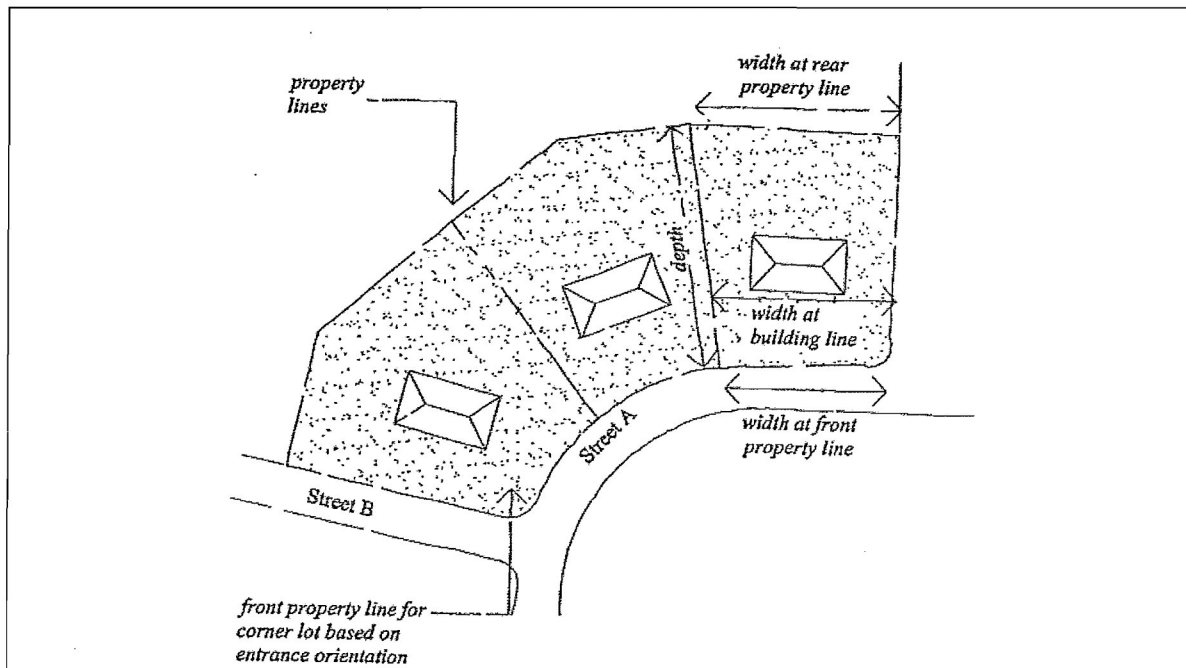 property
lines
width at rear
property line
depth
width at
building line
width at front
property line
Street A
Street B
front property line for
corner lot based on
entrance orientation